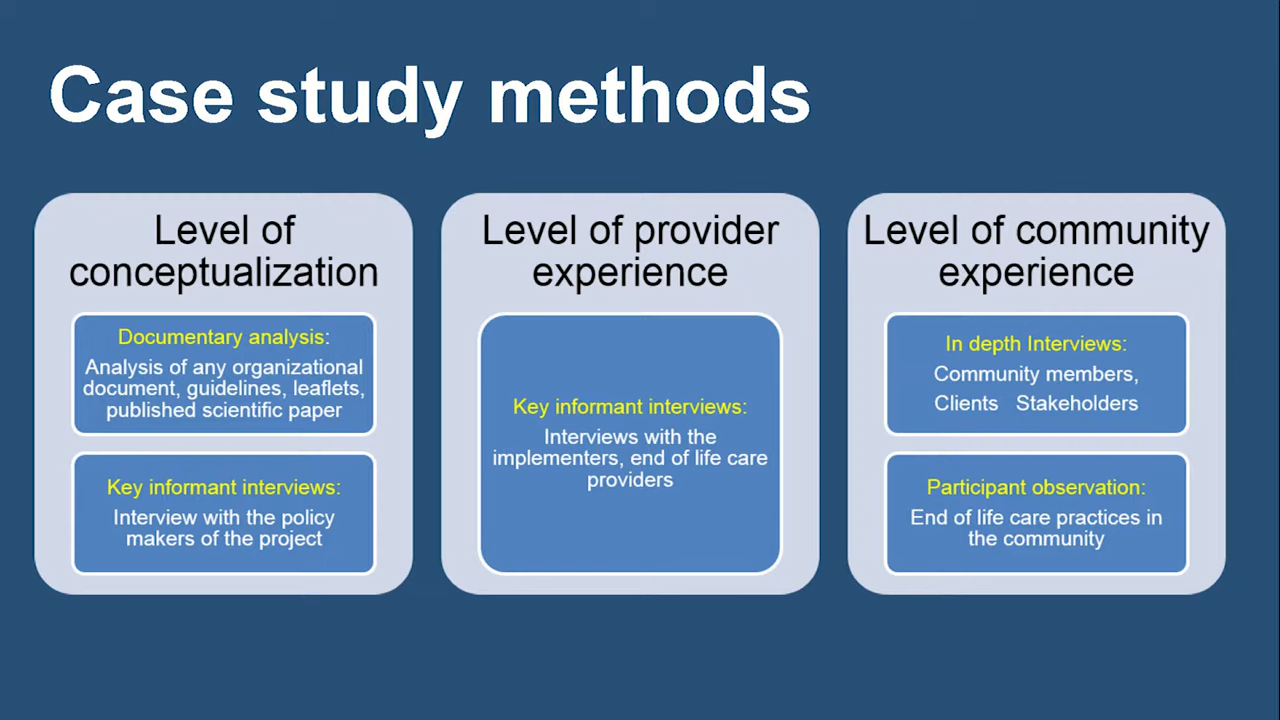 Case study methods
Level of
conceptualization
Documentary analysis:
Analysis of any organizational
document, guidelines, leaflets,
published scientific paper
Key informant interviews:
Interview with the policy
makers of the project
Level of provider
experience
Key informant interviews:
Interviews with the
implementers, end of life care
providers
Level of community
experience
In depth Interviews:
Community members,
Clients Stakeholders
Participant observation:
End of life care practices in
the community